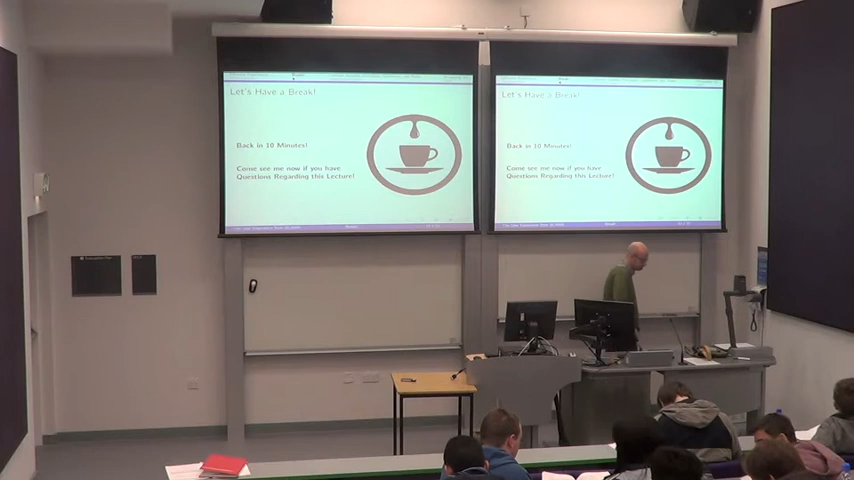 Let's Have a Break!
Back in 10 Minutes!
Come see me now if you have
Questions Regarding this Lecture!
Let's Have a Break!
Back in 10 Minutes!
Come see me now if you have
Questions Regarding this Lecture!